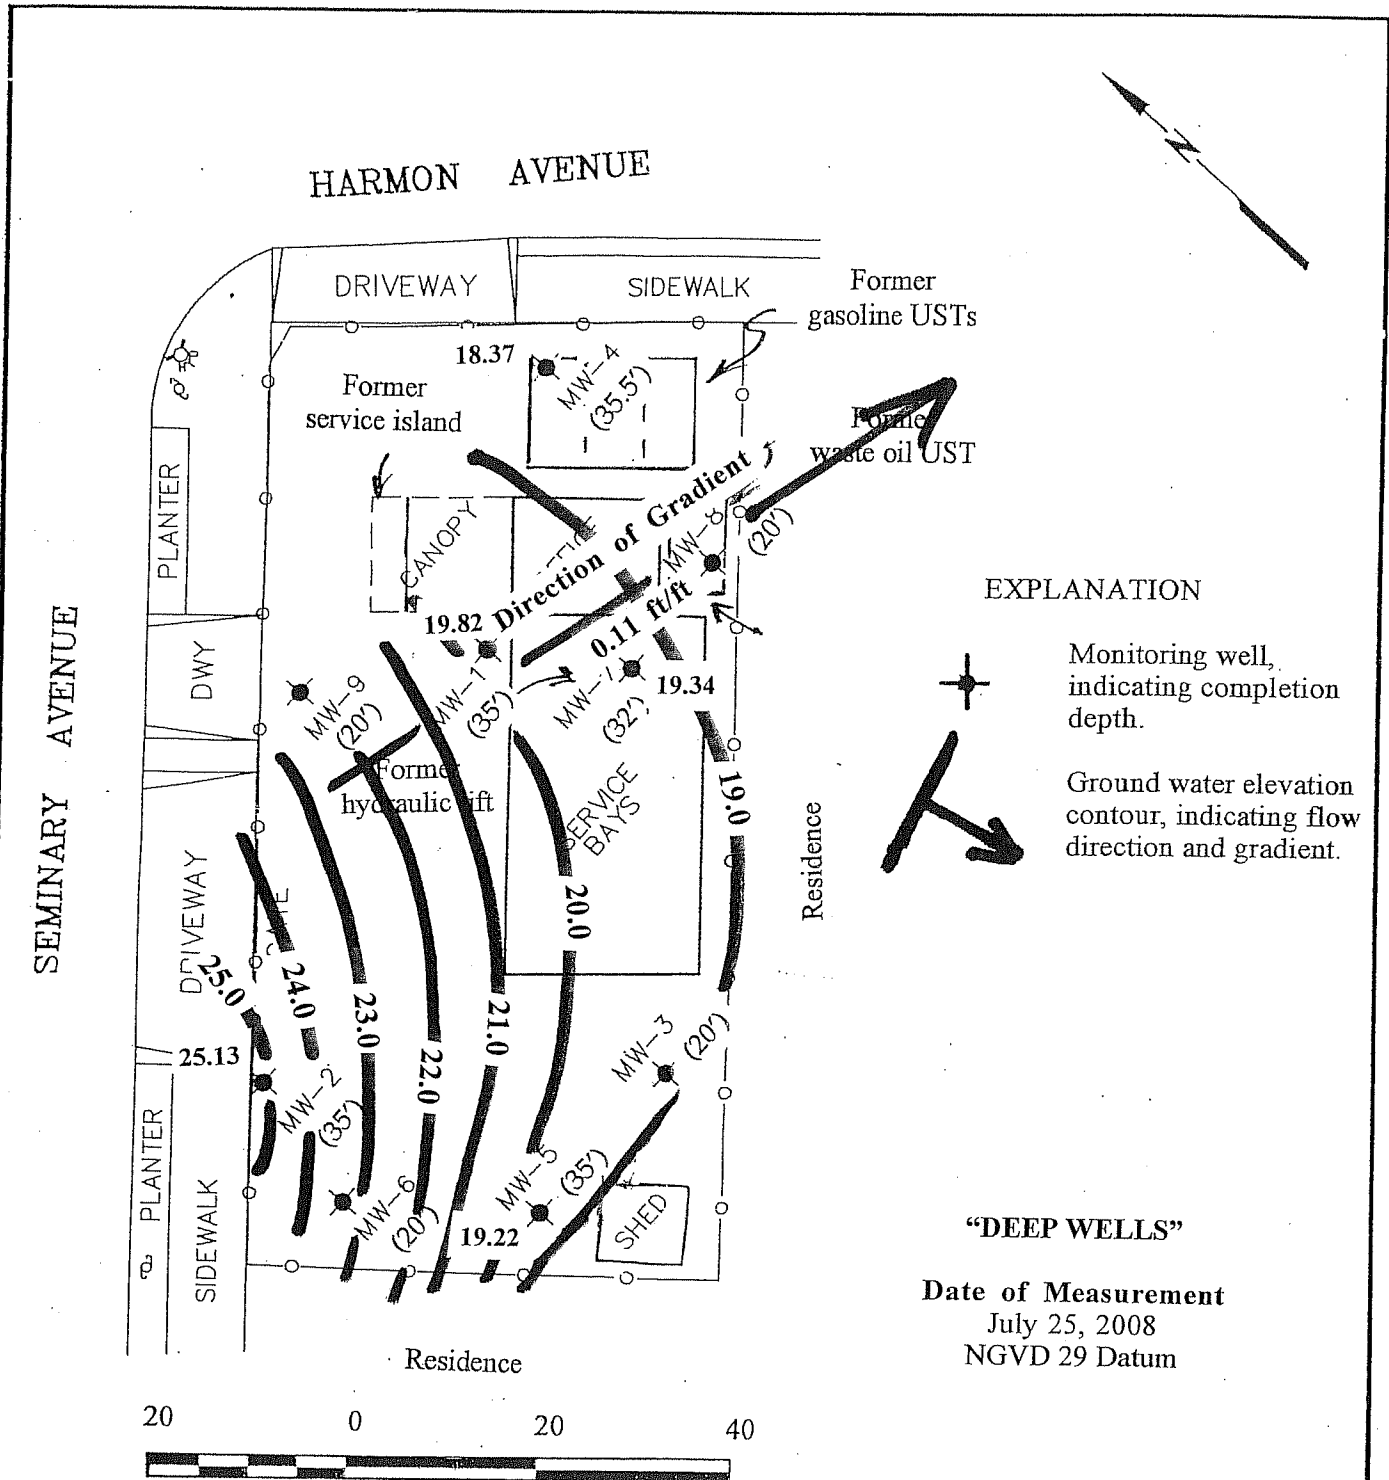 HARMON AVENUE
DRIVEWAY
SIDEWALK
Former
gasoline USTs
18.37
MW-4
(35.5')
Former
service island
Former
waste oil UST
PLANTER
CANOPY
MW-8
(20')
Direction of Gradient
0.11 ft/ft
19.82
MW-1
(35')
MW-7
(32')
19.34
MW-9
(20')
DWY
SEMINARY AVENUE
Former
hydraulic lift
SERVICE
BAYS
19.0
Residence
DRIVEWAY
25.0
24.0
23.0
22.0
21.0
20.0
25.13
MW-2
(35')
MW-3
(20')
MW-5
(35')
MW-6
(20')
19.22
SHED
PLANTER
SIDEWALK
Residence
N
EXPLANATION
Monitoring well,
indicating completion
depth.
Ground water elevation
contour, indicating flow
direction and gradient.
“DEEP WELLS”
Date of Measurement
July 25, 2008
NGVD 29 Datum
20 0 20 40